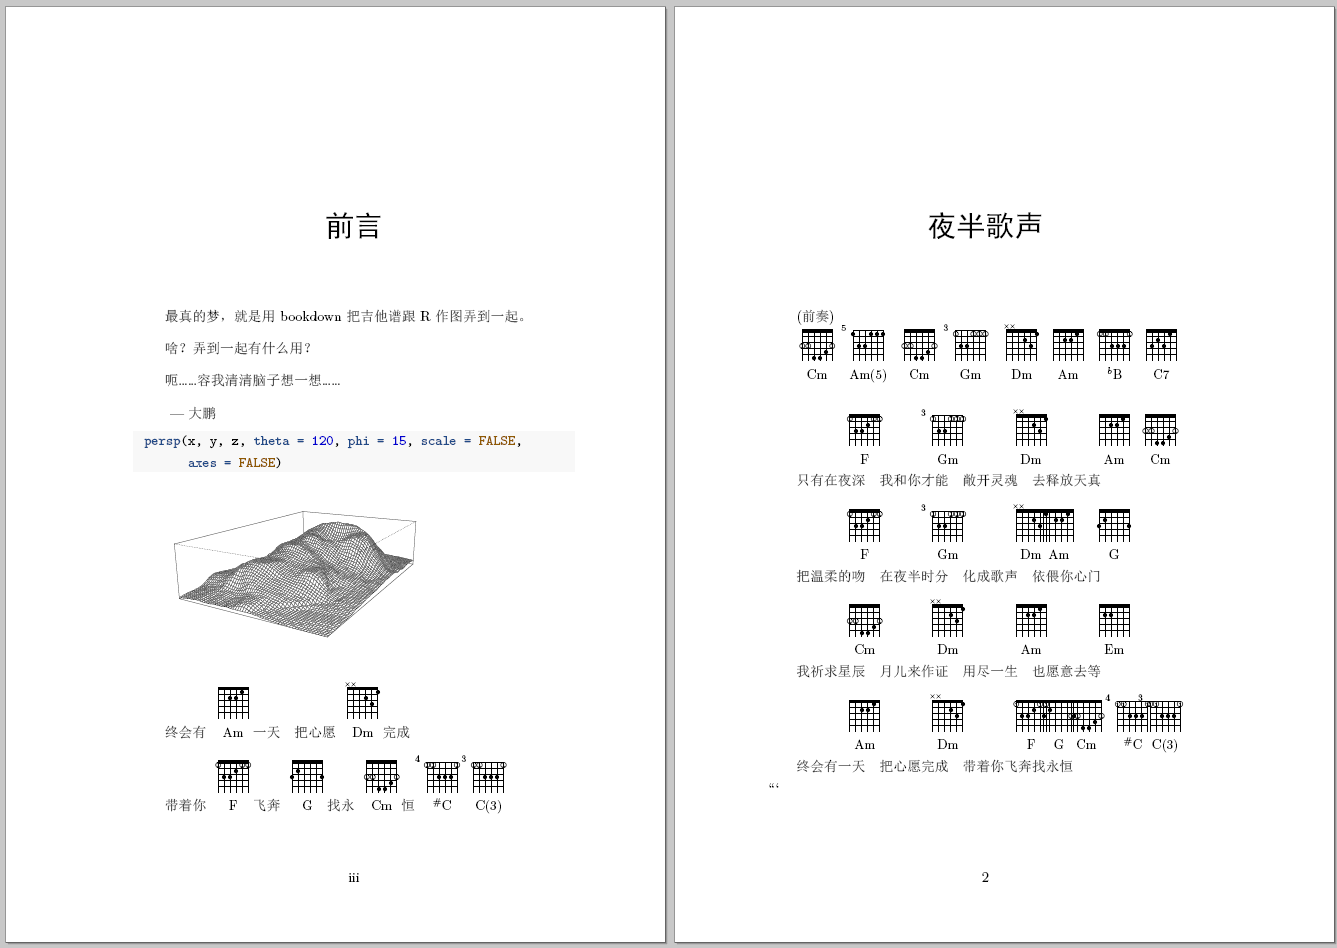 前言
最真的梦，就是用 bookdown 把吉他谱跟 R 作图弄到一起。
啥？弄到一起有什么用？
呃……容我清清脑子想一想……
— 大鹏
persp(x, y, z, theta = 120, phi = 15, scale = FALSE,
axes = FALSE)
××
终会有 Am 一天 把心愿 Dm 完成
4 3
带着你 F 飞奔 G 找永 Cm 恒 #C C(3)
iii
夜半歌声
(前奏)
5 3 ××
Cm Am(5) Cm Gm Dm Am bB C7
3 ××
F Gm Dm Am Cm
只有在夜深 我和你才能 敞开灵魂 去释放天真
3 ××
F Gm Dm Am G
把温柔的吻 在夜半时分 化成歌声 依偎你心门
××
Cm Dm Am Em
我祈求星辰 月儿来作证 用尽一生 也愿意去等
×× 4 3
Am Dm F G Cm #C C(3)
终会有一天 把心愿完成 带着你飞奔找永恒
“‘
2